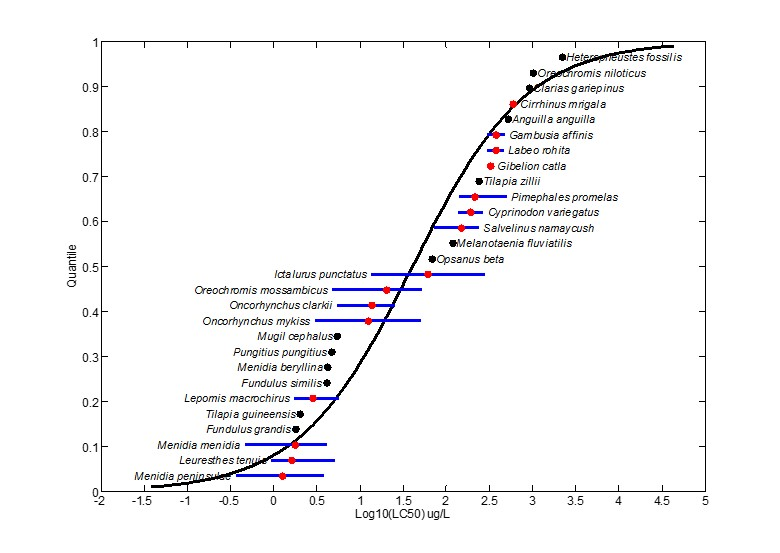 1
Heteropneustes fossilis
0.9
Oreochromis niloticus
Clarias gariepinus
Cirrhinus mrigala
Anguilla anguilla
0.8
Gambusia affinis
Labeo rohita
Gibelion catla
0.7
Tilapia zillii
Pimephales promelas
0.6
Cyprinodon variegatus
Salvelinus namaycush
Melanotaenia fluviatilis
Opsanus beta
0.5
Ictalurus punctatus
Oreochromis mossambicus
0.4
Oncorhynchus clarkii
Oncorhynchus mykiss
Mugil cephalus
0.3
Pungitius pungitius
Menidia beryllina
Fundulus similis
0.2
Lepomis macrochirus
Tilapia guineensis
Fundulus grandis
0.1
Menidia menidia
Leuresthes tenuis
Menidia peninsulae
0
Quantile
-2 -1.5 -1 -0.5 0 0.5 1 1.5 2 2.5 3 3.5 4 4.5 5
Log10(LC50) ug/L